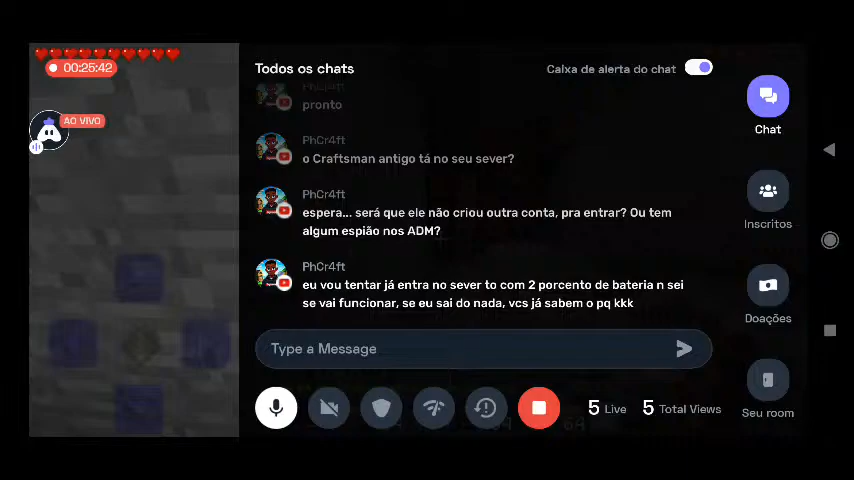 00:25:42
AO VIVO
Todos os chats
Caixa de alerta do chat
PhCr4ft
pronto
PhCr4ft
o Craftsman antigo tá no seu sever?
PhCr4ft
espera... será que ele não criou outra conta, pra entrar? Ou tem
algum espião nos ADM?
PhCr4ft
eu vou tentar já entra no sever to com 2 porcento de bateria n sei
se vai funcionar, se eu sai do nada, vcs já sabem o pq kkk
Type a Message
5 Live 5 Total Views
Chat
Inscritos
Doações
Seu room